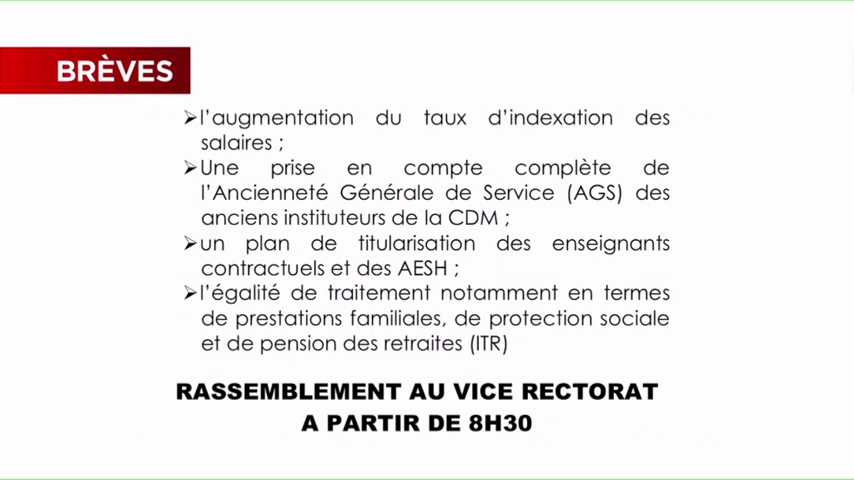 BRÈVES
➢l’augmentation du taux d’indexation des
salaires ;
➢Une prise en compte complète de
l’Ancienneté Générale de Service (AGS) des
anciens instituteurs de la CDM ;
➢un plan de titularisation des enseignants
contractuels et des AESH ;
➢l’égalité de traitement notamment en termes
de prestations familiales, de protection sociale
et de pension des retraites (ITR)
RASSEMBLEMENT AU VICE RECTORAT
A PARTIR DE 8H30